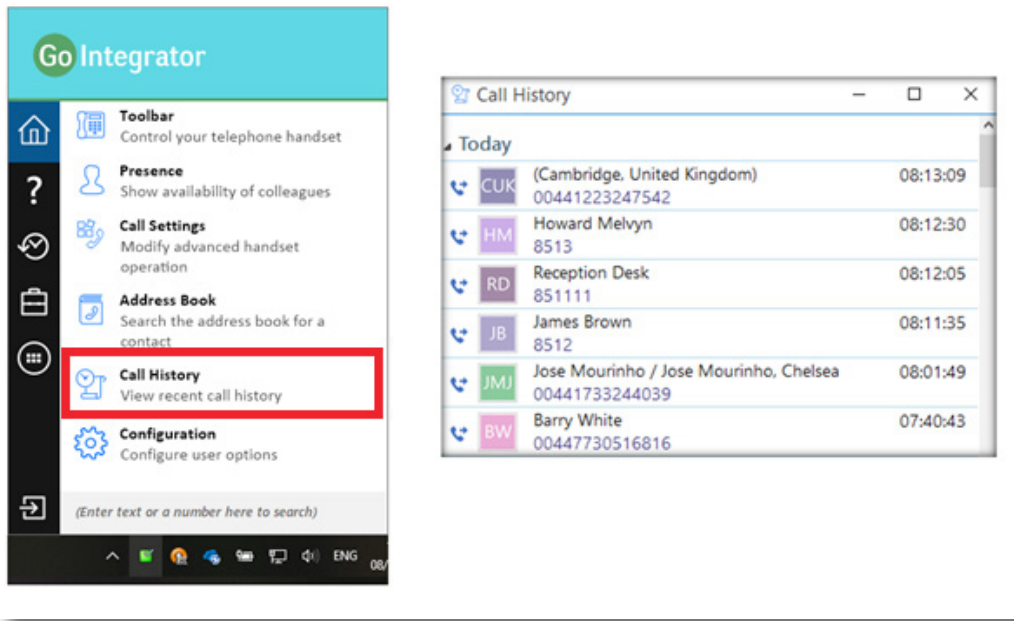 Go Integrator
Toolbar
Control your telephone handset
Presence
Show availability of colleagues
Call Settings
Modify advanced handset
operation
Address Book
Search the address book for a
contact
Call History
View recent call history
Configuration
Configure user options
(Enter text or a number here to search)
ENG
08/
Call History
Today
CUK (Cambridge, United Kingdom) 08:13:09
00441223247542
HM Howard Melvyn 08:12:30
8513
RD Reception Desk 08:12:05
851111
JB James Brown 08:11:35
8512
JMJ Jose Mourinho / Jose Mourinho, Chelsea 08:01:49
00441733244039
BW Barry White 07:40:43
00447730516816